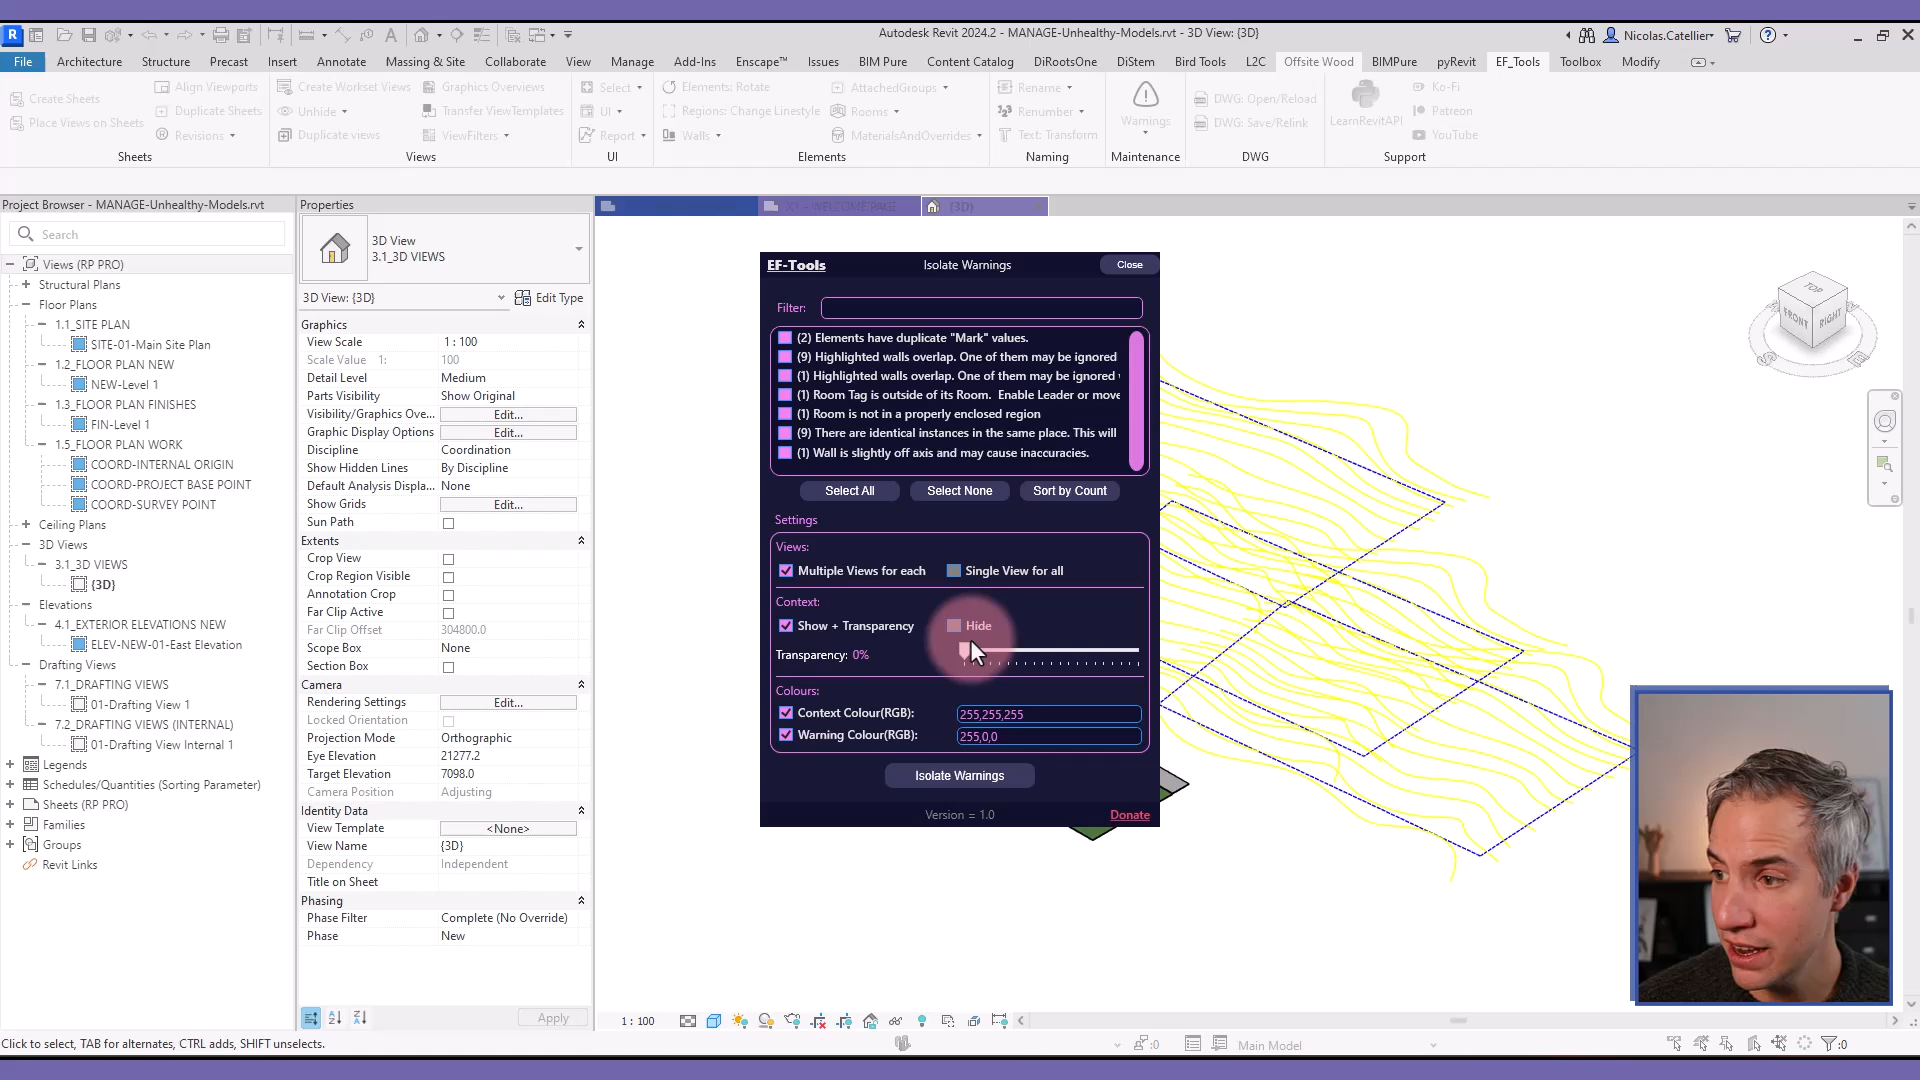 Autodesk Revit 2024.2 - MANAGE-Unhealthy-Models.rvt - 3D View: {3D}
Nicolas.Catellier
File Architecture Structure Precast Insert Annotate Massing & Site Collaborate View Manage Add-Ins Enscape™ Issues BIM Pure Content Catalog DiRootsOne DiStem Bird Tools L2C Offsite Wood BIMPure pyRevit EF_Tools Toolbox Modify
Create Sheets
Place Views on Sheets
Align Viewports
Duplicate Sheets
Revisions
Sheets
Create Workset Views
Unhide
Duplicate views
Graphics Overviews
Transfer ViewTemplates
ViewFilters
Views
Select
UI
Report
UI
Elements: Rotate
Regions: Change Linestyle
Walls
AttachedGroups
Rooms
MaterialsAndOverrides
Elements
Rename
Renumber
Text: Transform
Naming
Warnings
Maintenance
DWG: Open/Reload
DWG: Save/Relink
DWG
LearnRevitAPI
Ko-Fi
Patreon
YouTube
Support
Project Browser - MANAGE-Unhealthy-Models.rvt
Search
Views (RP PRO)
Structural Plans
Floor Plans
1.1_SITE PLAN
SITE-01-Main Site Plan
1.2_FLOOR PLAN NEW
NEW-Level 1
1.3_FLOOR PLAN FINISHES
FIN-Level 1
1.5_FLOOR PLAN WORK
COORD-INTERNAL ORIGIN
COORD-PROJECT BASE POINT
COORD-SURVEY POINT
Ceiling Plans
3D Views
3.1_3D VIEWS
{3D}
Elevations
4.1_EXTERIOR ELEVATIONS NEW
ELEV-NEW-01-East Elevation
Drafting Views
7.1_DRAFTING VIEWS
01-Drafting View 1
7.2_DRAFTING VIEWS (INTERNAL)
01-Drafting View Internal 1
Legends
Schedules/Quantities (Sorting Parameter)
Sheets (RP PRO)
Families
Groups
Revit Links
Properties
3D View
3.1_3D VIEWS
3D View: {3D}
Edit Type
Graphics
View Scale 1 : 100
Scale Value 1: 100
Detail Level Medium
Parts Visibility Show Original
Visibility/Graphics Ove... Edit...
Graphic Display Options Edit...
Discipline Coordination
Show Hidden Lines By Discipline
Default Analysis Displa... None
Show Grids Edit...
Sun Path
Extents
Crop View
Crop Region Visible
Annotation Crop
Far Clip Active
Far Clip Offset 304800.0
Scope Box None
Section Box
Camera
Rendering Settings Edit...
Locked Orientation
Projection Mode Orthographic
Eye Elevation 21277.2
Target Elevation 7098.0
Camera Position Adjusting
Identity Data
View Template <None>
View Name {3D}
Dependency Independent
Title on Sheet
Phasing
Phase Filter Complete (No Override)
Phase New
Apply
X1 - WELCOME PAGE
{3D}
EF-Tools Isolate Warnings Close
Filter:
(2) Elements have duplicate "Mark" values.
(9) Highlighted walls overlap. One of them may be ignored
(1) Highlighted walls overlap. One of them may be ignored
(1) Room Tag is outside of its Room. Enable Leader or move
(1) Room is not in a properly enclosed region
(9) There are identical instances in the same place. This will
(1) Wall is slightly off axis and may cause inaccuracies.
Select All Select None Sort by Count
Settings
Views:
Multiple Views for each Single View for all
Context:
Show + Transparency Hide
Transparency: 0%
Colours:
Context Colour(RGB): 255,255,255
Warning Colour(RGB): 255,0,0
Isolate Warnings
Version = 1.0 Donate
TOP
FRONT
RIGHT
1 : 100
Click to select, TAB for alternates, CTRL adds, SHIFT unselects.
:0
Main Model
:0